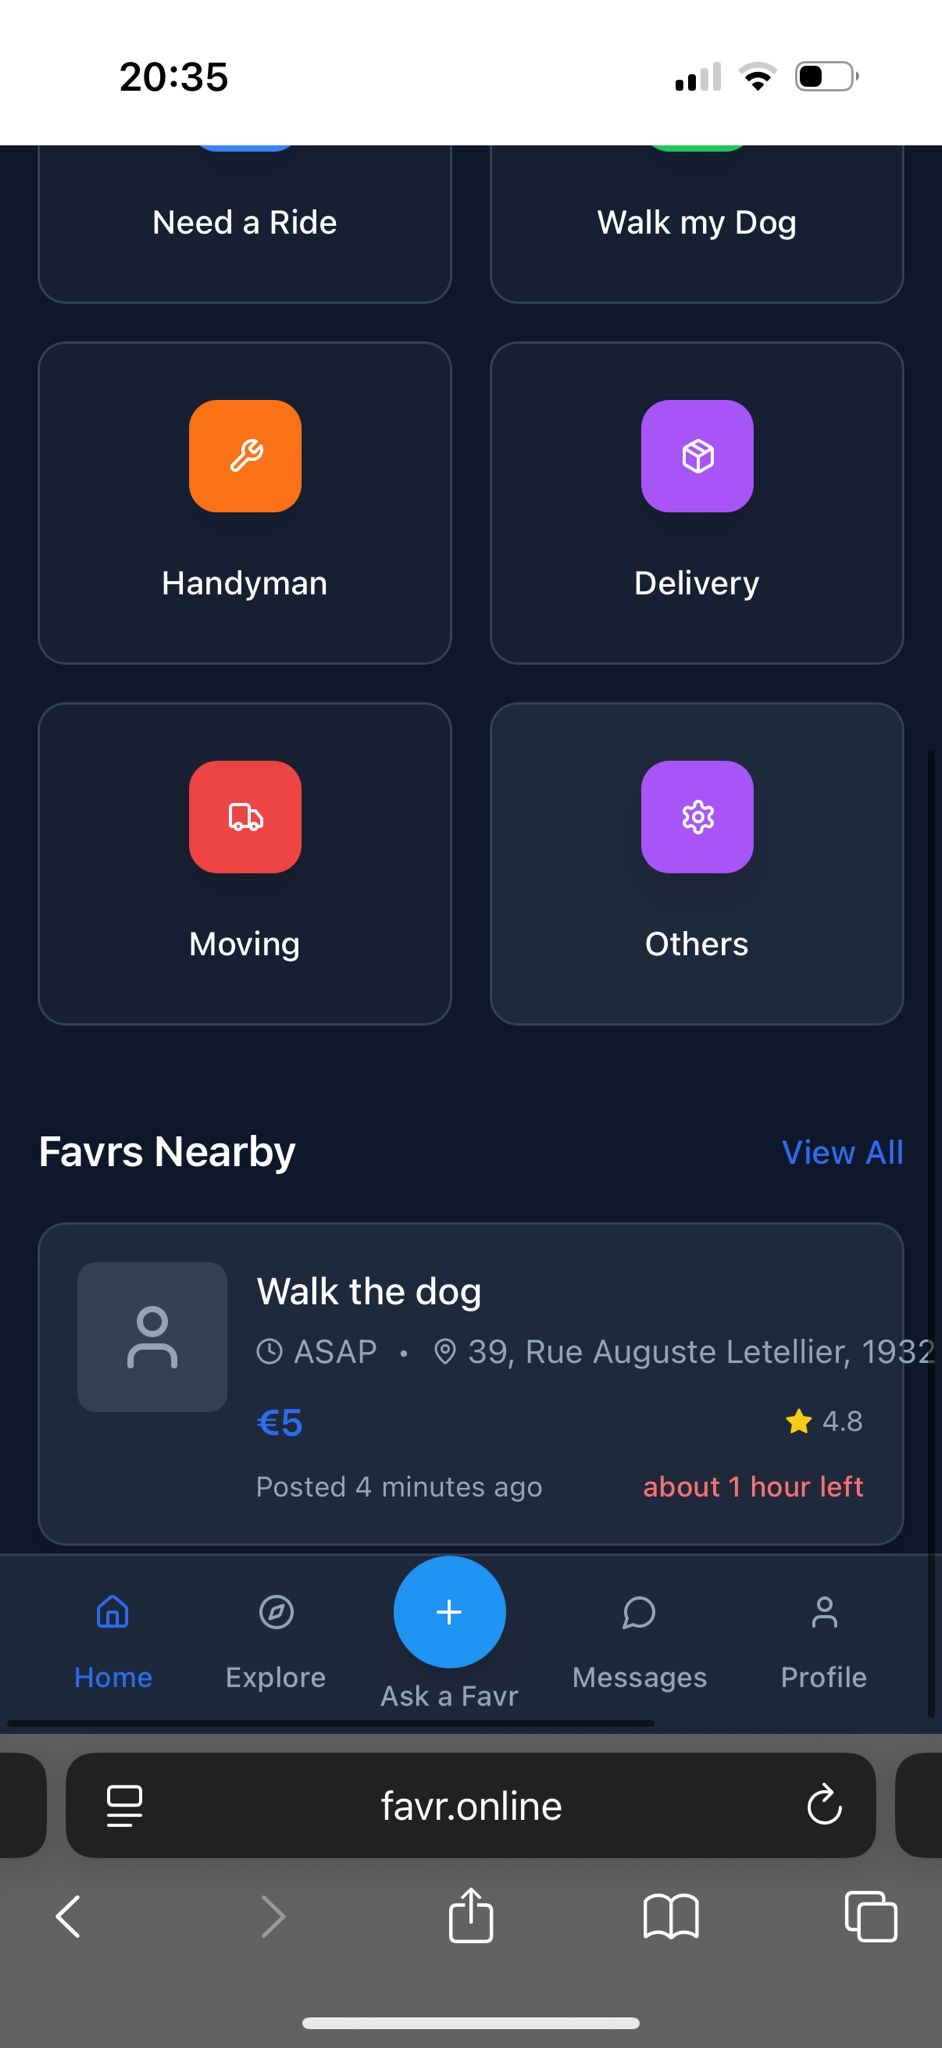 20:35
Need a Ride
Walk my Dog
Handyman
Delivery
Moving
Others
Favrs Nearby
View All
Walk the dog
ASAP • 39, Rue Auguste Letellier, 1932
€5
4.8
Posted 4 minutes ago
about 1 hour left
Home
Explore
Ask a Favr
Messages
Profile
favr.online